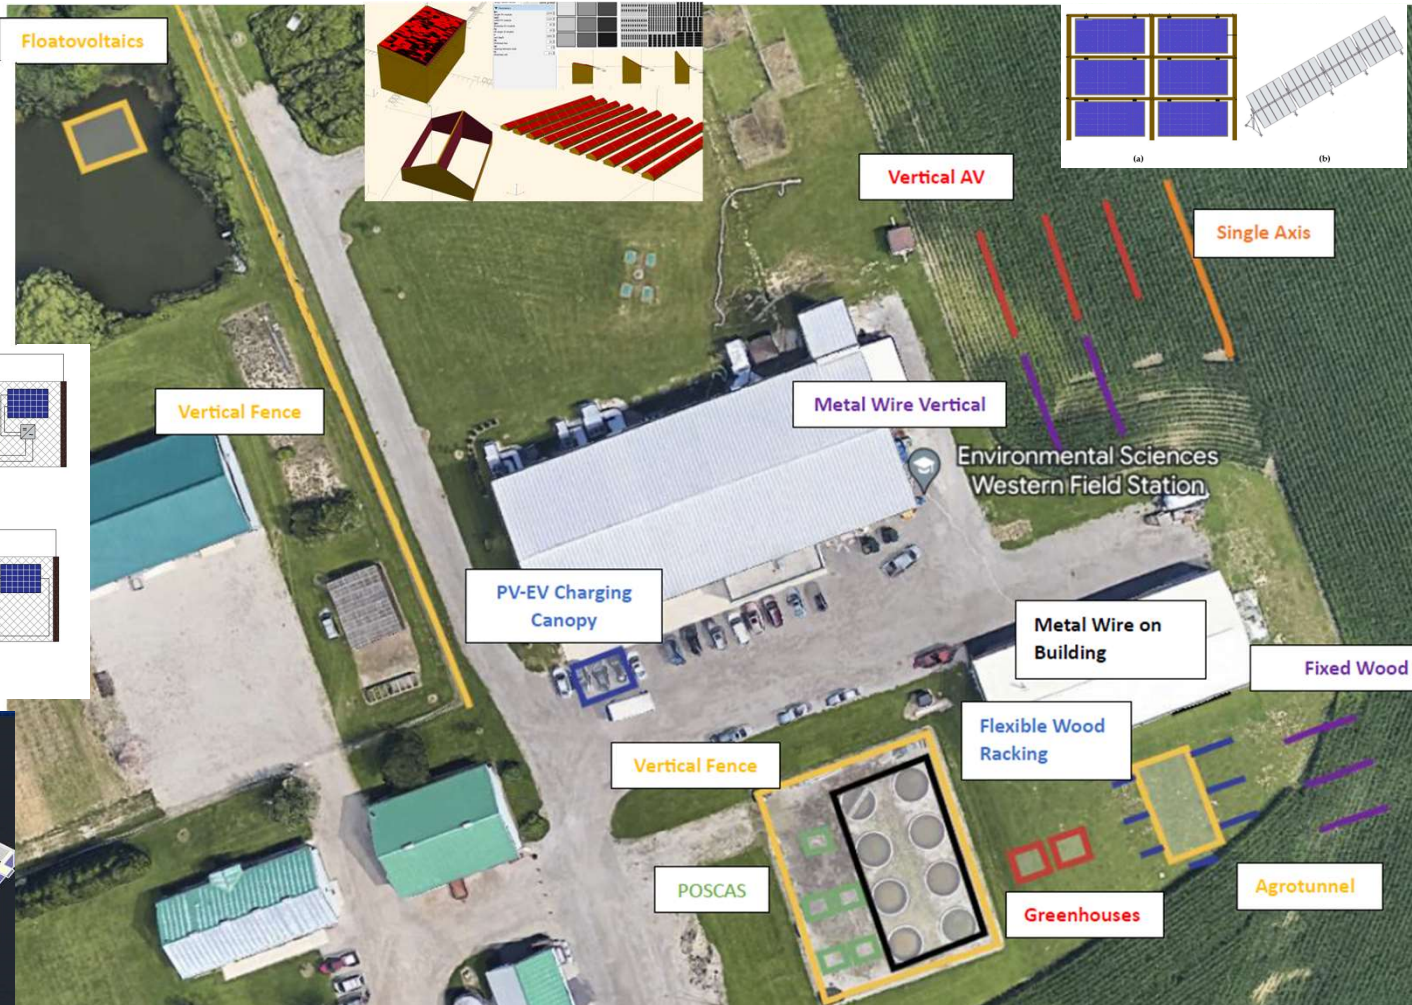 Floatovoltaics
(a)
(b)
Vertical AV
Single Axis
Vertical Fence
Metal Wire Vertical
Environmental Sciences
Western Field Station
PV-EV Charging
Canopy
Metal Wire on
Building
Fixed Wood
Flexible Wood
Racking
Vertical Fence
POSCAS
Greenhouses
Agrotunnel